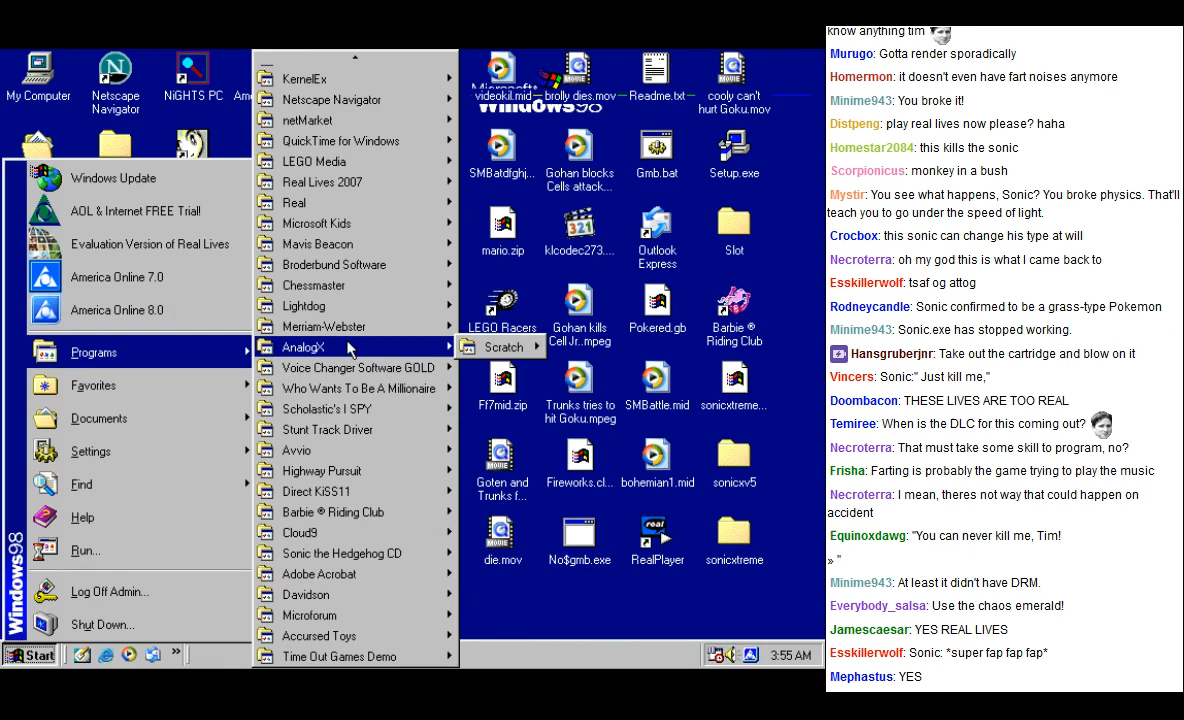 My Computer
Netscape
Navigator
NiGHTS PC
videokil.mid
brolly dies.mov
Readme.txt
cooly can't
hurt Goku.mov
Windows98
SMBatdfghj...
Gohan blocks
Cells attack...
Gmb.bat
Setup.exe
mario.zip
klcodec273....
Outlook
Express
Slot
LEGO Racers
Gohan kills
Cell Jr..mpeg
Pokered.gb
Barbie ®
Riding Club
Ff7mid.zip
Trunks tries to
hit Goku.mpeg
SMBattle.mid
sonicxtreme...
Goten and
Trunks f...
Fireworks.cl...
bohemian1.mid
sonicxv5
die.mov
No$gmb.exe
RealPlayer
sonicxtreme
Windows Update
AOL & Internet FREE Trial!
Evaluation Version of Real Lives
America Online 7.0
America Online 8.0
Programs
Favorites
Documents
Settings
Find
Help
Run...
Log Off Admin...
Shut Down...
Windows98
KernelEx
Netscape Navigator
netMarket
QuickTime for Windows
LEGO Media
Real Lives 2007
Real
Microsoft Kids
Mavis Beacon
Broderbund Software
Chessmaster
Lightdog
Merriam-Webster
AnalogX
Voice Changer Software GOLD
Who Wants To Be A Millionaire
Scholastic's I SPY
Stunt Track Driver
Avvio
Highway Pursuit
Direct KiSS11
Barbie ® Riding Club
Cloud9
Sonic the Hedgehog CD
Adobe Acrobat
Davidson
Microforum
Accursed Toys
Time Out Games Demo
Scratch
Start
»
3:55 AM
know anything tim
Murugo: Gotta render sporadically
Homermon: it doesn't even have fart noises anymore
Minime943: You broke it!
Distpeng: play real lives now please? haha
Homestar2084: this kills the sonic
Scorpionicus: monkey in a bush
Mystir: You see what happens, Sonic? You broke physics. That'll
teach you to go under the speed of light.
Crocbox: this sonic can change his type at will
Necroterra: oh my god this is what I came back to
Esskillerwolf: tsaf og attog
Rodneycandle: Sonic confirmed to be a grass-type Pokemon
Minime943: Sonic.exe has stopped working.
Hansgruberjnr: Take out the cartridge and blow on it
Vincers: Sonic:" Just kill me,"
Doombacon: THESE LIVES ARE TOO REAL
Temiree: When is the DLC for this coming out?
Necroterra: That must take some skill to program, no?
Frisha: Farting is probably the game trying to play the music
Necroterra: I mean, theres not way that could happen on
accident
Equinoxdawg: "You can never kill me, Tim!
» "
Minime943: At least it didn't have DRM.
Everybody_salsa: Use the chaos emerald!
Jamescaesar: YES REAL LIVES
Esskillerwolf: Sonic: *super fap fap fap*
Mephastus: YES